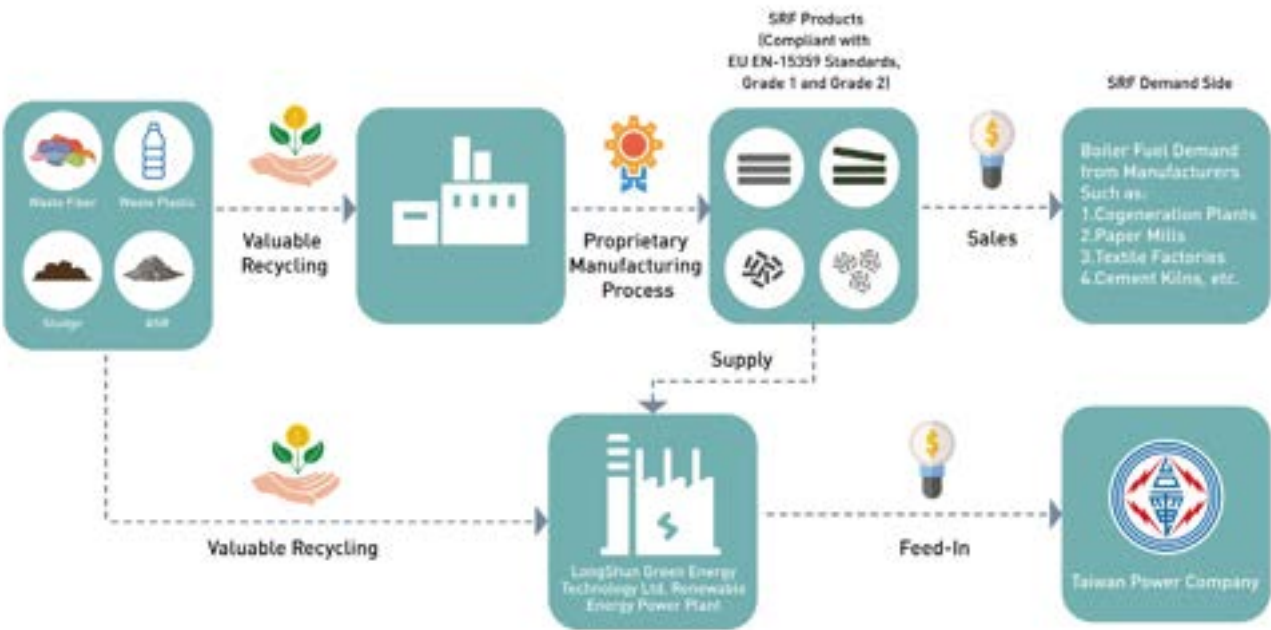 SRF Products
(Compliant with
EU EN-15359 Standards,
Grade 1 and Grade 2)
SRF Demand Side
Waste Fiber
Waste Plastic
Sludge
ASR
Valuable
Recycling
Proprietary
Manufacturing
Process
Sales
Boiler Fuel Demand
from Manufacturers
Such as:
1.Cogeneration Plants
2.Paper Mills
3.Textile Factories
4.Cement Kilns, etc.
Supply
Valuable Recycling
LongShun Green Energy
Technology Ltd. Renewable
Energy Power Plant
Feed-In
Taiwan Power Company